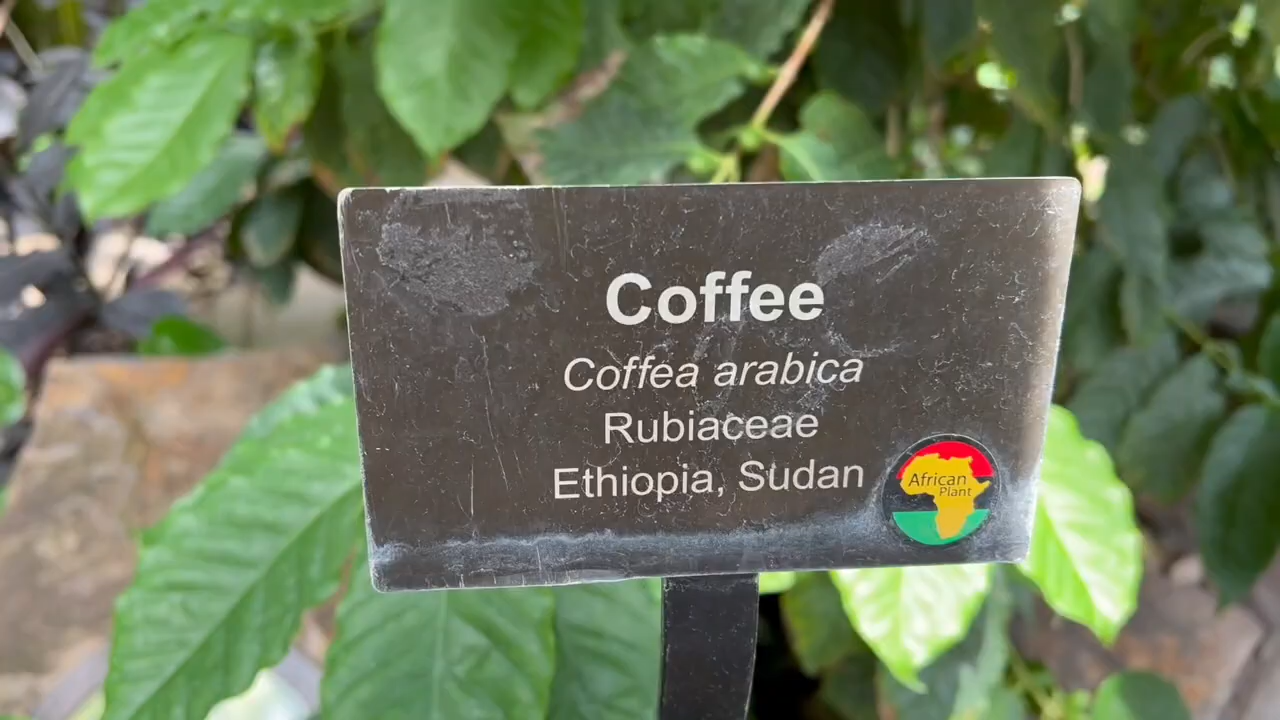 Coffee
Coffea arabica
Rubiaceae
Ethiopia, Sudan
African
Plant